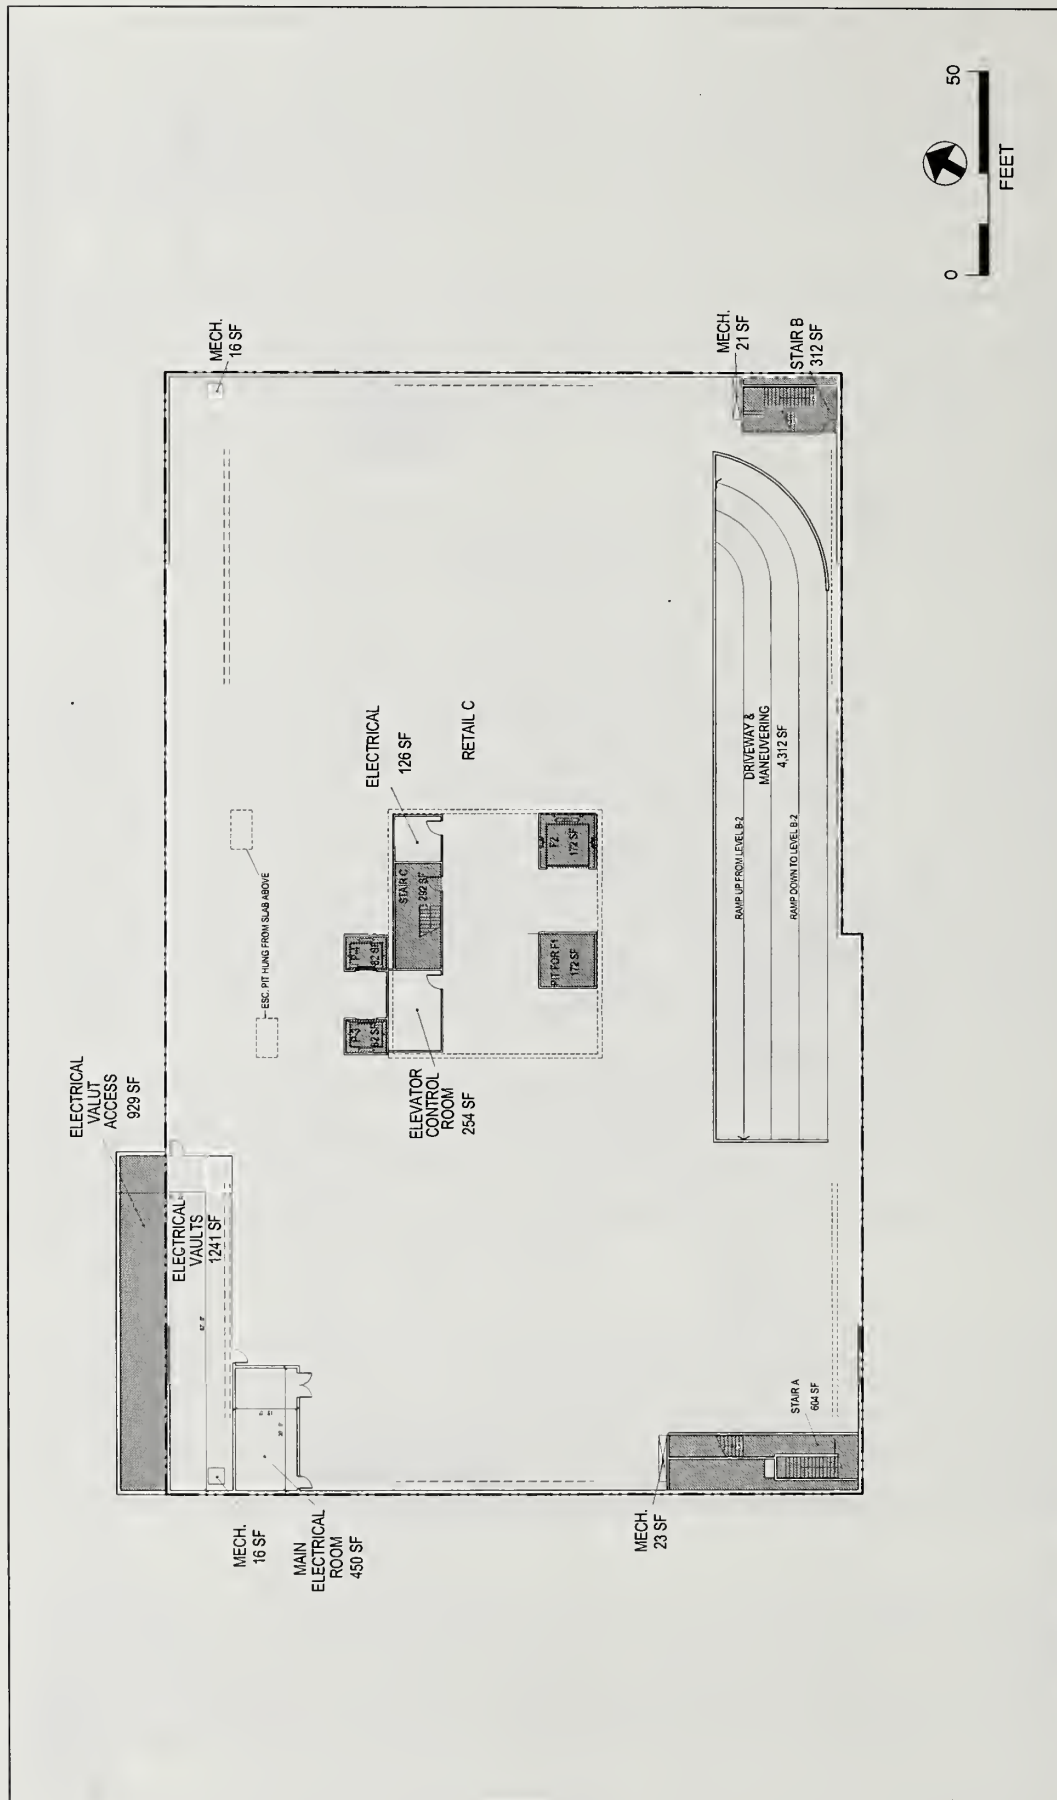 ELECTRICAL
VALUT
ACCESS
929 SF
ELECTRICAL
VAULTS
1241 SF
MECH.
16 SF
MAIN
ELECTRICAL
ROOM
450 SF
ESC. PIT HUNG FROM SLAB ABOVE
MECH.
16 SF
ELECTRICAL
126 SF
RETAIL C
STAIR C
292 SF
ELEVATOR
CONTROL
ROOM
254 SF
F2
172 SF
PIT FOR F1
172 SF
MECH.
21 SF
STAIR B
312 SF
DRIVEWAY &
MANEUVERING
4,312 SF
RAMP UP FROM LEVEL B-2
RAMP DOWN TO LEVEL B-2
STAIR A
604 SF
MECH.
23 SF
0
50
FEET